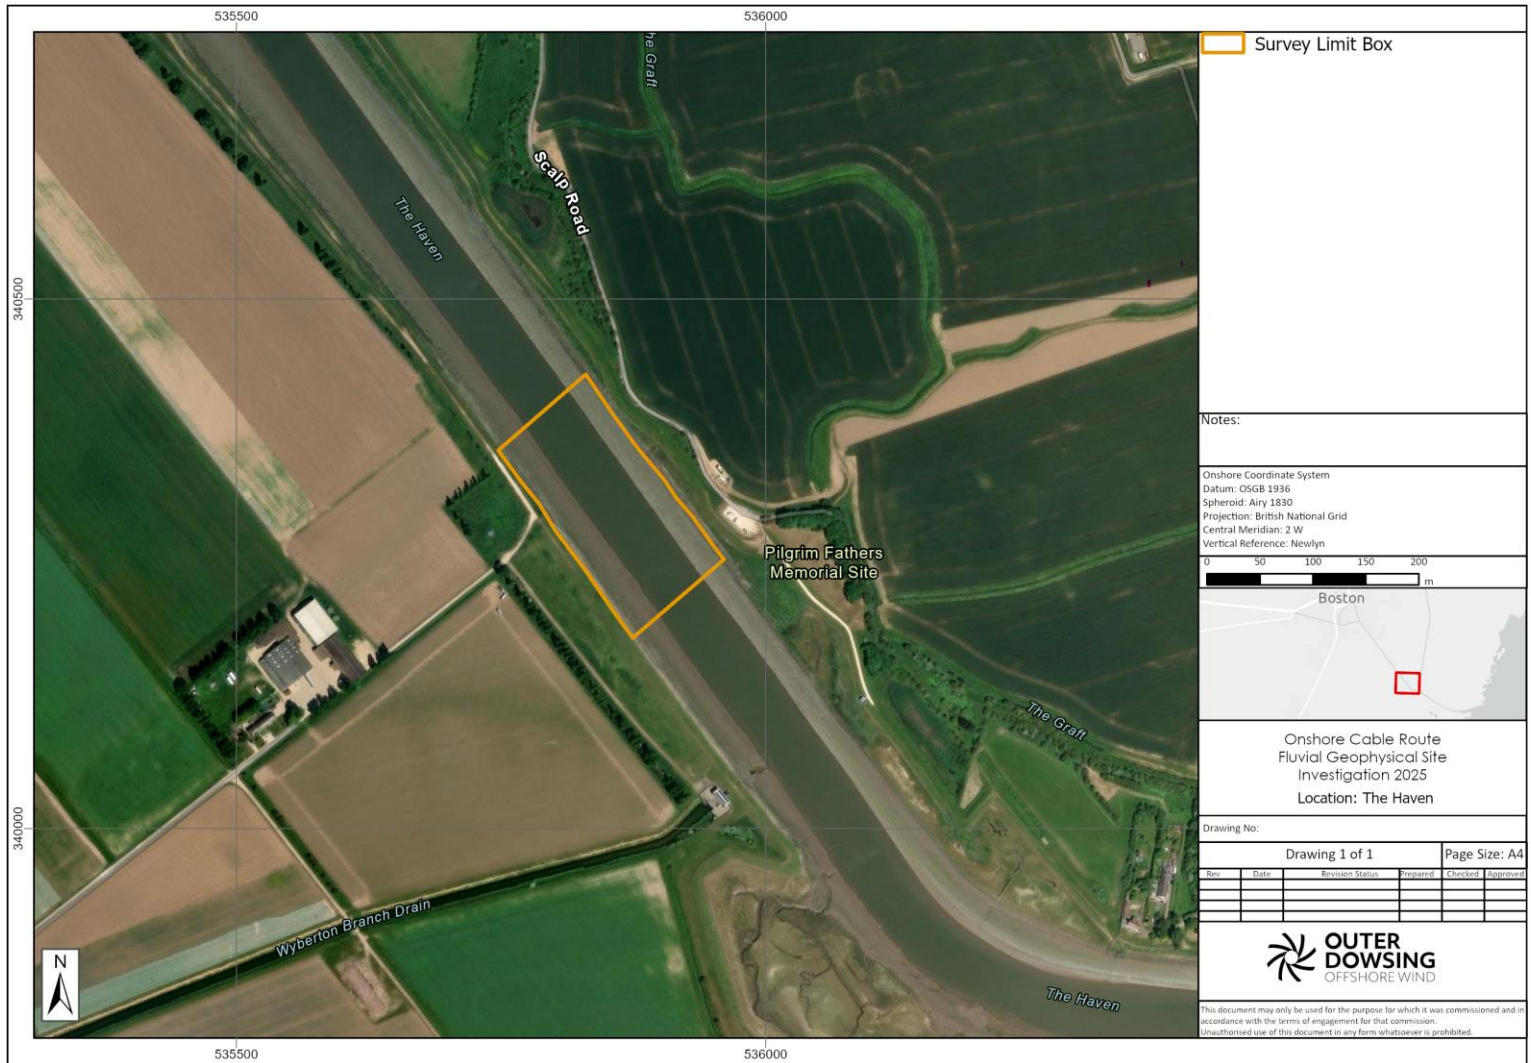 535500
536000
340500
340000
he Graft
Scalp Road
The Haven
Pilgrim Fathers
Memorial Site
The Graft
Wyberton Branch Drain
The Haven
N
535500
536000
Survey Limit Box
Notes:
Onshore Coordinate System
Datum: OSGB 1936
Spheroid: Airy 1830
Projection: British National Grid
Central Meridian: 2 W
Vertical Reference: Newlyn
0 50 100 150 200
m
Boston
Onshore Cable Route
Fluvial Geophysical Site
Investigation 2025
Location: The Haven
Drawing No:
Drawing 1 of 1 Page Size: A4
Rev Date Revision Status Prepared Checked Approved
OUTER
DOWSING
OFFSHORE WIND
This document may only be used for the purpose for which it was commissioned and in
accordance with the terms of engagement for that commission.
Unauthorised use of this document in any form whatsoever is prohibited.